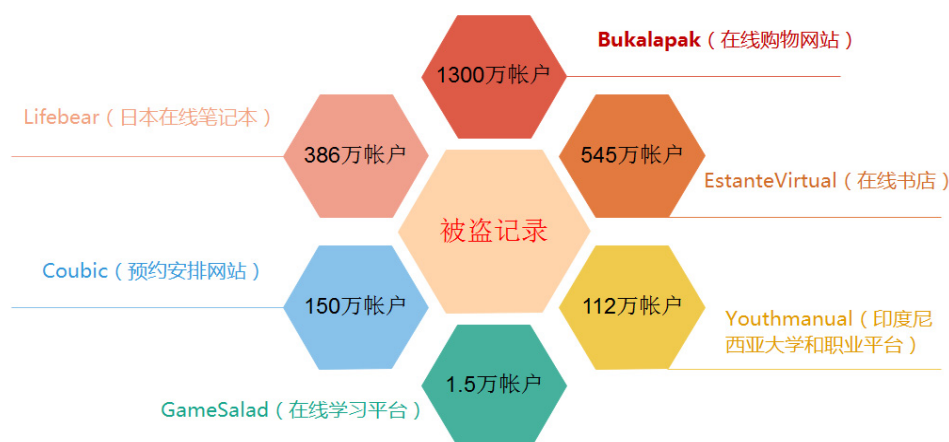 Bukalapak（在线购物网站）
1300万帐户
Lifebear（日本在线笔记本）
386万帐户
545万帐户
EstanteVirtual（在线书店）
被盗记录
Coubic（预约安排网站）
150万帐户
112万帐户
Youthmanual（印度尼
西亚大学和职业平台）
1.5万帐户
GameSalad（在线学习平台）